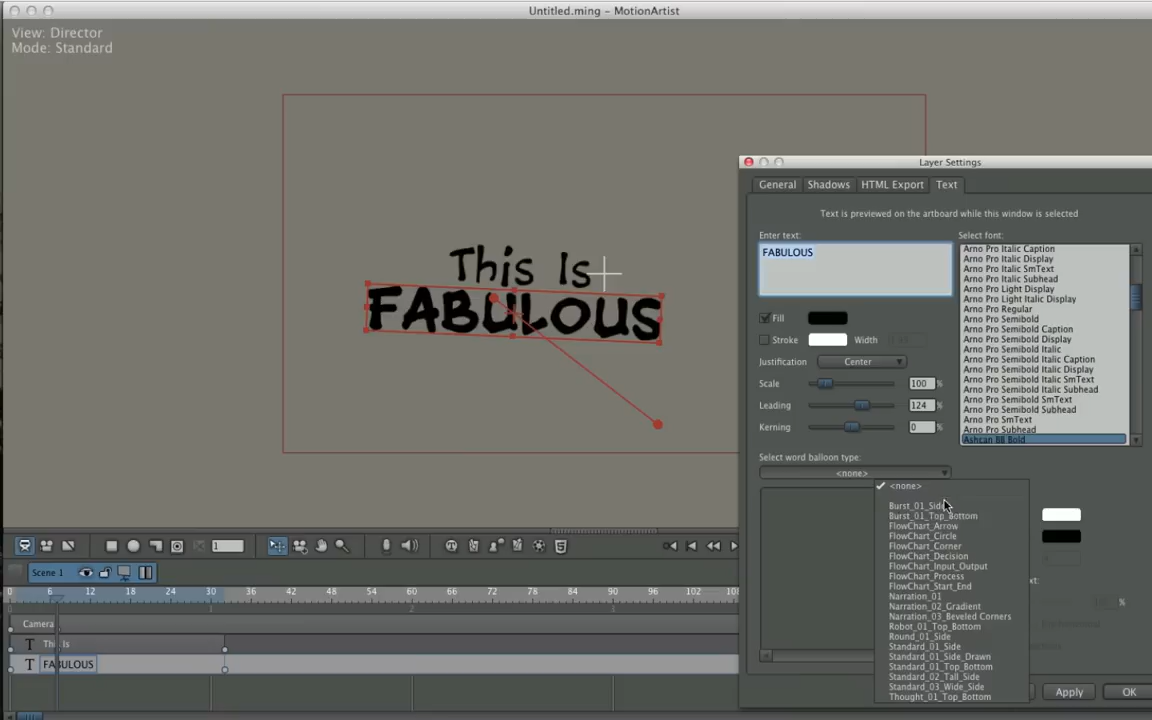 Untitled.ming – MotionArtist
View: Director
Mode: Standard
This Is
FABULOUS
Layer Settings
General Shadows HTML Export Text
Text is previewed on the artboard while this window is selected
Enter text: Select font:
FABULOUS
Arno Pro Italic Caption
Arno Pro Italic Display
Arno Pro Italic SmText
Arno Pro Italic Subhead
Arno Pro Light Display
Arno Pro Light Italic Display
Arno Pro Regular
Arno Pro Semibold
Arno Pro Semibold Caption
Arno Pro Semibold Display
Arno Pro Semibold Italic
Arno Pro Semibold Italic Caption
Arno Pro Semibold Italic Display
Arno Pro Semibold Italic SmText
Arno Pro Semibold Italic Subhead
Arno Pro Semibold SmText
Arno Pro Semibold Subhead
Arno Pro SmText
Arno Pro Subhead
Ashcan BB Bold
Fill
Stroke Width
Justification Center
Scale 100 %
Leading 124 %
Kerning 0 %
Select word balloon type:
<none>
<none>
Burst_01_Side
Burst_01_Top_Bottom
FlowChart_Arrow
FlowChart_Circle
FlowChart_Corner
FlowChart_Decision
FlowChart_Input_Output
FlowChart_Process
FlowChart_Start_End
Narration_01
Narration_02_Gradient
Narration_03_Beveled Corners
Robot_01_Top_Bottom
Round_01_Side
Standard_01_Side
Standard_01_Side_Drawn
Standard_01_Top_Bottom
Standard_02_Tall_Side
Standard_03_Wide_Side
Thought_01_Top_Bottom
%
Apply OK
1
Scene 1
0 6 12 18 24 30 36 42 48 54 60 66 72 78 84 90 96 102
0 1 2
Camera
T This Is
T FABULOUS